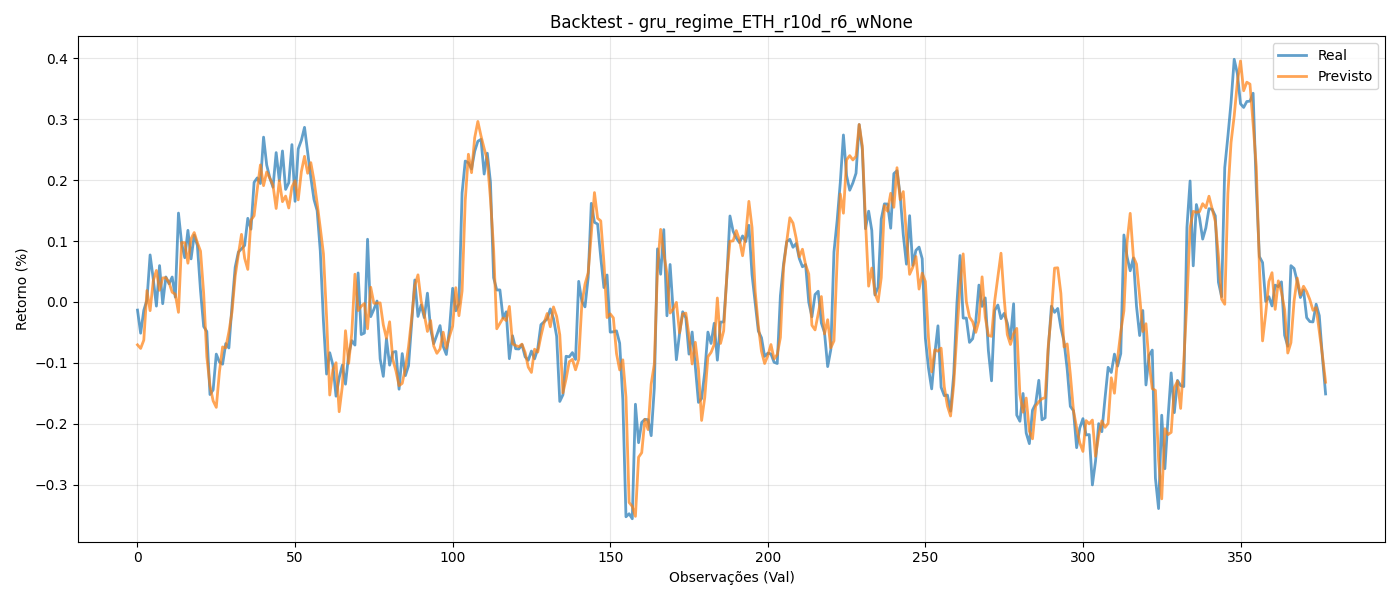 Backtest - gru_regime_ETH_r10d_r6_wNone
Real
Previsto
Retorno (%)
0.4
0.3
0.2
0.1
0.0
−0.1
−0.2
−0.3
0 50 100 150 200 250 300 350
Observações (Val)